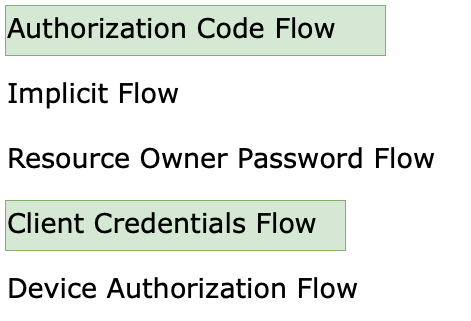 Authorization Code Flow
Implicit Flow
Resource Owner Password Flow
Client Credentials Flow
Device Authorization Flow